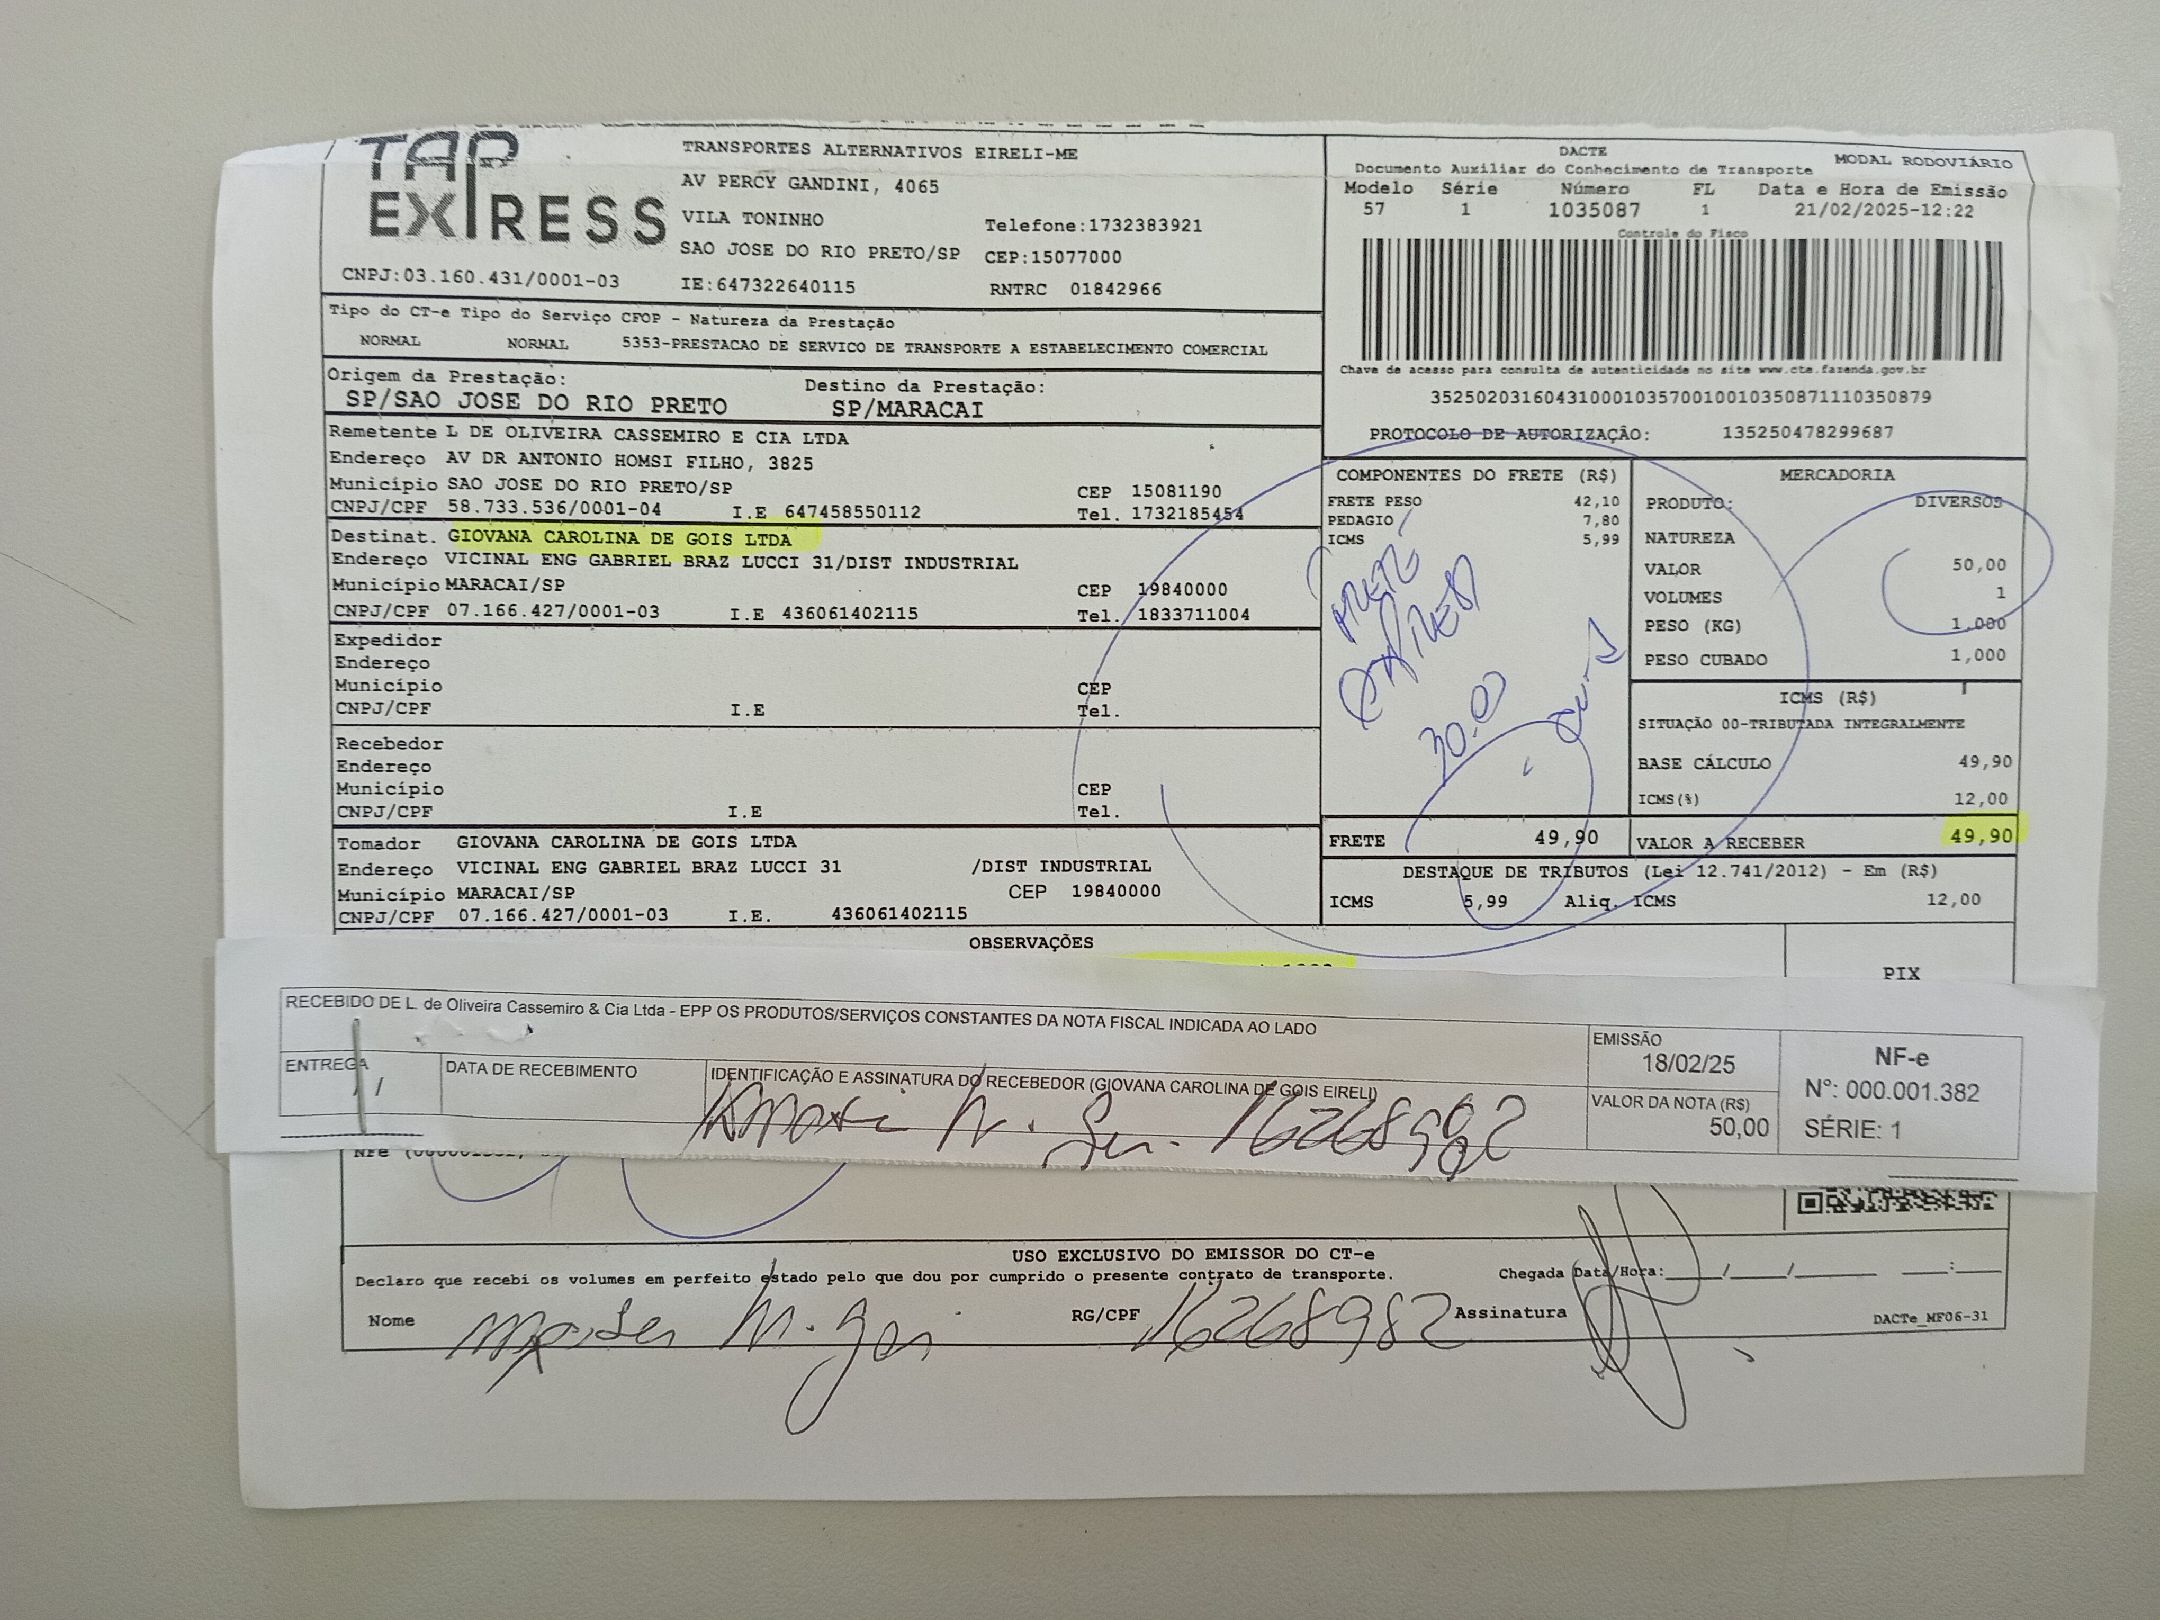 TAP EXPRESS
TRANSPORTES ALTERNATIVOS EIRELI-ME
AV PERCY GANDINI, 4065
VILA TONINHO Telefone:1732383921
SAO JOSE DO RIO PRETO/SP CEP:15077000
CNPJ:03.160.431/0001-03 IE:647322640115 RNTRC 01842966
DACTE MODAL RODOVIÁRIO
Documento Auxiliar do Conhecimento de Transporte
Modelo Série Número FL Data e Hora de Emissão
57 1 1035087 1 21/02/2025-12:22
Controle do Fisco
Chave de acesso para consulta de autenticidade no site www.cte.fazenda.gov.br
35250203160431000103570010010350871110350879
PROTOCOLO DE AUTORIZAÇÂO: 135250478299687
Tipo do CT-e Tipo do Serviço CFOP - Natureza da Prestação
NORMAL NORMAL 5353-PRESTACAO DE SERVICO DE TRANSPORTE A ESTABELECIMENTO COMERCIAL
Origem da Prestação: Destino da Prestação:
SP/SAO JOSE DO RIO PRETO SP/MARACAI
Remetente L DE OLIVEIRA CASSEMIRO E CIA LTDA
Endereço AV DR ANTONIO HOMSI FILHO, 3825
Município SAO JOSE DO RIO PRETO/SP CEP 15081190
CNPJ/CPF 58.733.536/0001-04 I.E 647458550112 Tel. 1732185454
Destinat. GIOVANA CAROLINA DE GOIS LTDA
Endereço VICINAL ENG GABRIEL BRAZ LUCCI 31/DIST INDUSTRIAL
Município MARACAI/SP CEP 19840000
CNPJ/CPF 07.166.427/0001-03 I.E 436061402115 Tel. 1833711004
Expedidor
Endereço
Município CEP
CNPJ/CPF I.E Tel.
Recebedor
Endereço
Município CEP
CNPJ/CPF I.E Tel.
Tomador GIOVANA CAROLINA DE GOIS LTDA
Endereço VICINAL ENG GABRIEL BRAZ LUCCI 31 /DIST INDUSTRIAL
Município MARACAI/SP CEP 19840000
CNPJ/CPF 07.166.427/0001-03 I.E. 436061402115
COMPONENTES DO FRETE (R$)
FRETE PESO 42,10
PEDAGIO 7,80
ICMS 5,99
30,00
FRETE 49,90
MERCADORIA
PRODUTO: DIVERSOS
NATUREZA
VALOR 50,00
VOLUMES 1
PESO (KG) 1,000
PESO CUBADO 1,000
ICMS (R$)
SITUAÇÃO 00-TRIBUTADA INTEGRALMENTE
BASE CÁLCULO 49,90
ICMS(%) 12,00
VALOR A RECEBER 49,90
DESTAQUE DE TRIBUTOS (Lei 12.741/2012) - Em (R$)
ICMS 5,99 Aliq. ICMS 12,00
OBSERVAÇÕES
PIX
RECEBIDO DE L. de Oliveira Cassemiro & Cia Ltda - EPP OS PRODUTOS/SERVIÇOS CONSTANTES DA NOTA FISCAL INDICADA AO LADO
ENTREGA
/ /
DATA DE RECEBIMENTO
IDENTIFICAÇÃO E ASSINATURA DO RECEBEDOR (GIOVANA CAROLINA DE GOIS EIRELI)
16268982
EMISSÃO
18/02/25
VALOR DA NOTA (R$)
50,00
NF-e
Nº: 000.001.382
SÉRIE: 1
USO EXCLUSIVO DO EMISSOR DO CT-e
Declaro que recebi os volumes em perfeito estado pelo que dou por cumprido o presente contrato de transporte. Chegada Data/Hora:____/____/______ ____:____
Nome RG/CPF 16268982 Assinatura
DACTe_MF06-31